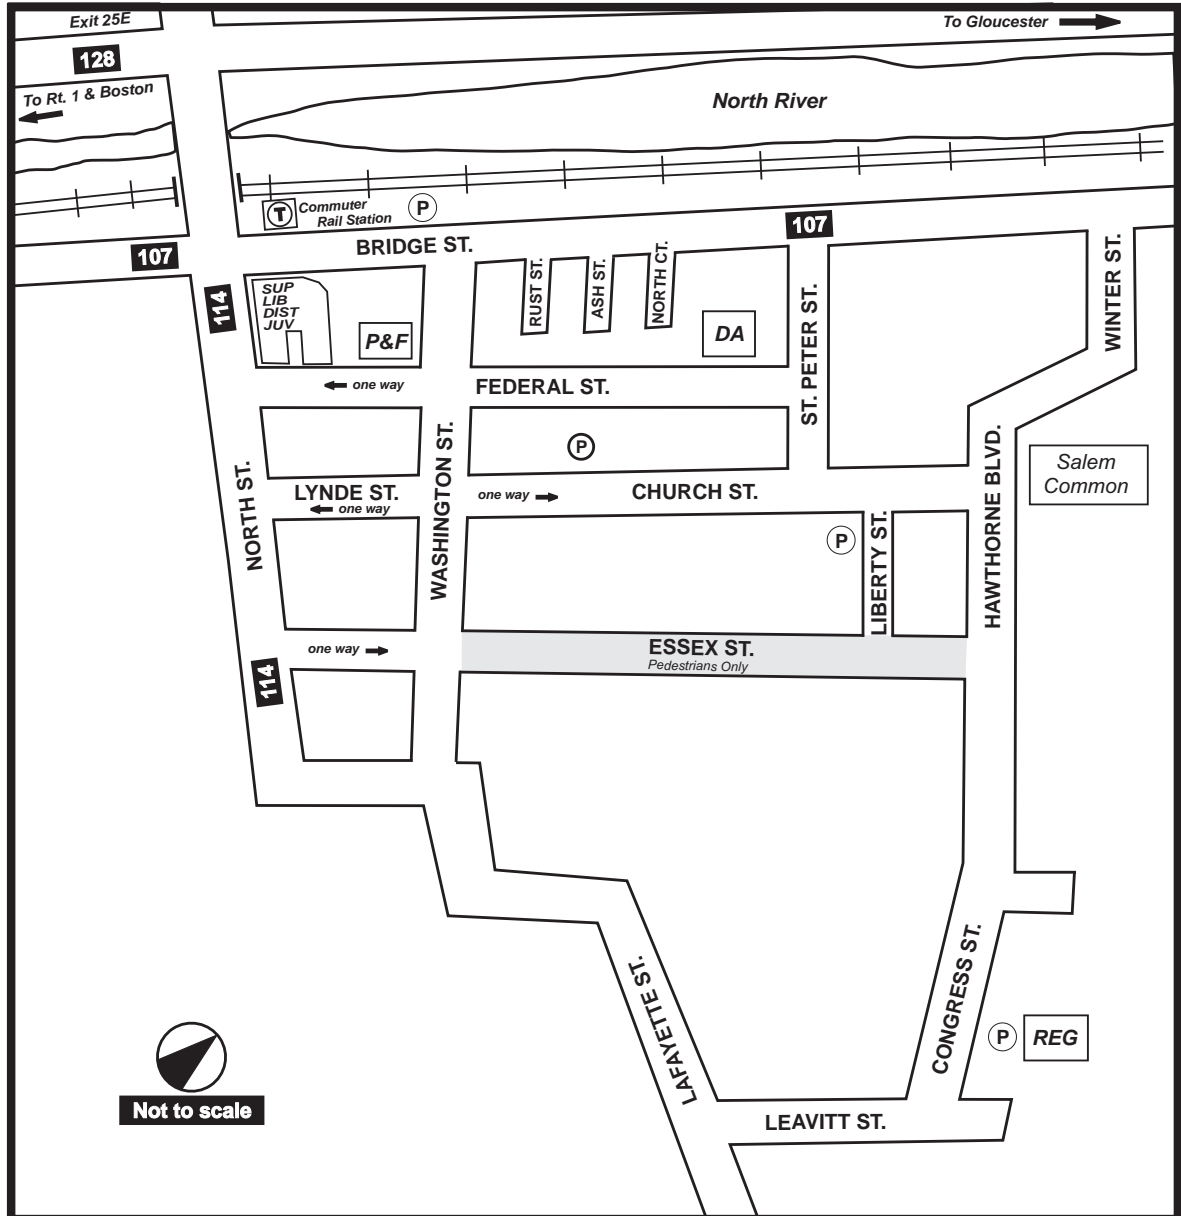 Exit 25E
To Gloucester
128
To Rt. 1 & Boston
North River
T
Commuter
Rail Station
P
107
BRIDGE ST.
107
114
SUP
LIB
DIST
JUV
P&F
RUST ST.
ASH ST.
NORTH CT.
DA
ST. PETER ST.
WINTER ST.
one way
FEDERAL ST.
P
WASHINGTON ST.
NORTH ST.
LYNDE ST.
one way
one way
CHURCH ST.
HAWTHORNE BLVD.
Salem
Common
P
LIBERTY ST.
one way
ESSEX ST.
Pedestrians Only
114
LAFAYETTE ST.
CONGRESS ST.
P
REG
Not to scale
LEAVITT ST.